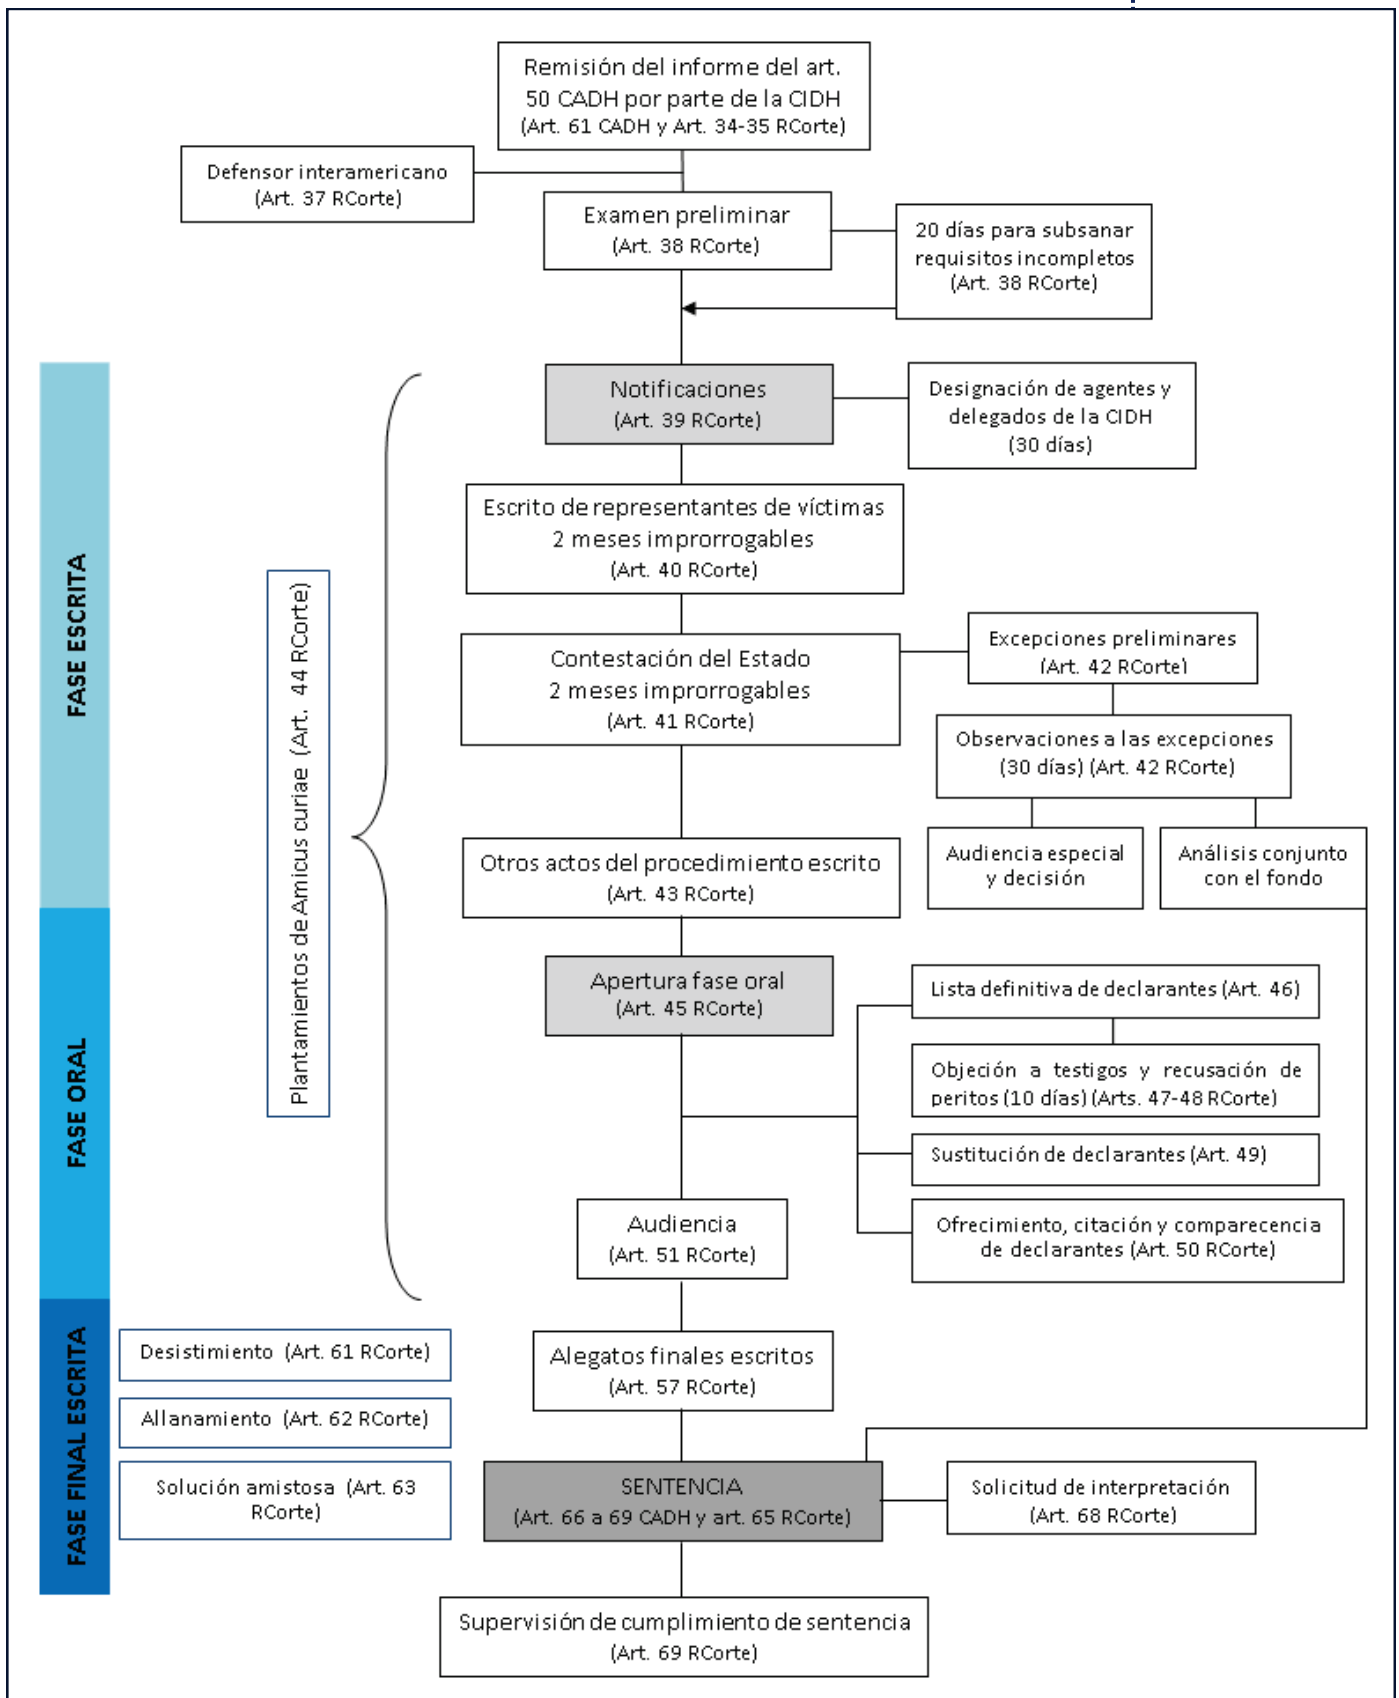 Remisión del informe del art.
50 CADH por parte de la CIDH
(Art. 61 CADH y Art. 34-35 RCorte)
Defensor interamericano
(Art. 37 RCorte)
Examen preliminar
(Art. 38 RCorte)
20 días para subsanar
requisitos incompletos
(Art. 38 RCorte)
FASE ESCRITA
Notificaciones
(Art. 39 RCorte)
Designación de agentes y
delegados de la CIDH
(30 días)
Escrito de representantes de víctimas
2 meses improrrogables
(Art. 40 RCorte)
Plantamientos de Amicus curiae (Art. 44 RCorte)
Contestación del Estado
2 meses improrrogables
(Art. 41 RCorte)
Excepciones preliminares
(Art. 42 RCorte)
Observaciones a las excepciones
(30 días) (Art. 42 RCorte)
Audiencia especial
y decisión
Análisis conjunto
con el fondo
Otros actos del procedimiento escrito
(Art. 43 RCorte)
FASE ORAL
Apertura fase oral
(Art. 45 RCorte)
Lista definitiva de declarantes (Art. 46)
Objeción a testigos y recusación de
peritos (10 días) (Arts. 47-48 RCorte)
Sustitución de declarantes (Art. 49)
Ofrecimiento, citación y comparecencia
de declarantes (Art. 50 RCorte)
Audiencia
(Art. 51 RCorte)
FASE FINAL ESCRITA
Desistimiento (Art. 61 RCorte)
Allanamiento (Art. 62 RCorte)
Solución amistosa (Art. 63
RCorte)
Alegatos finales escritos
(Art. 57 RCorte)
SENTENCIA
(Art. 66 a 69 CADH y art. 65 RCorte)
Solicitud de interpretación
(Art. 68 RCorte)
Supervisión de cumplimiento de sentencia
(Art. 69 RCorte)